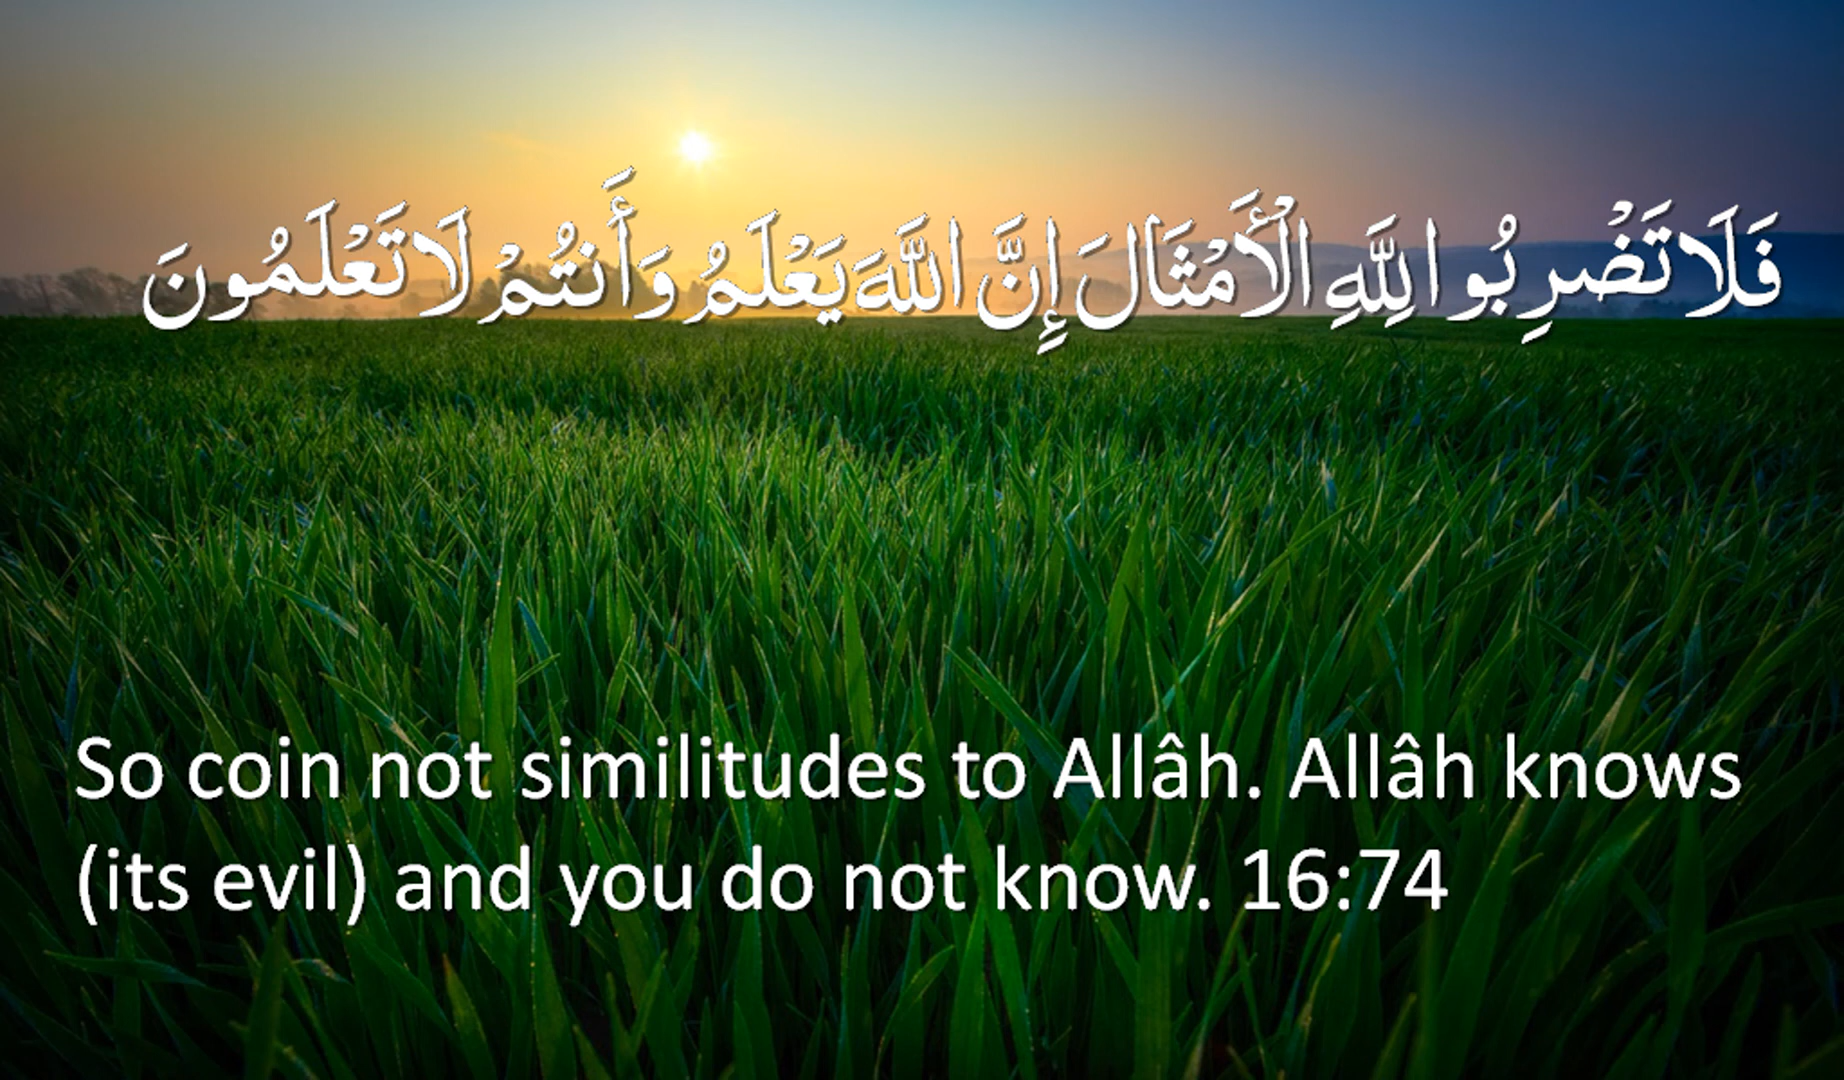 فَلَا تَضْرِبُوا لِلَّهِ الْأَمْثَالَ إِنَّ اللَّهَ يَعْلَمُ وَأَنتُمْ لَا تَعْلَمُونَ
So coin not similitudes to Allâh. Allâh knows
(its evil) and you do not know. 16:74